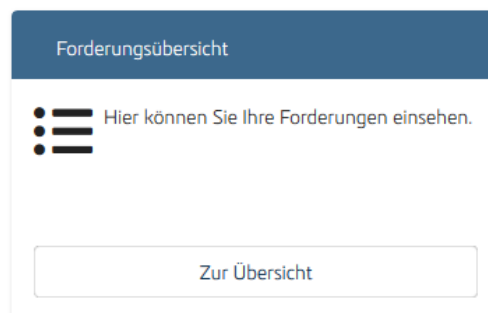 Forderungsübersicht
Hier können Sie Ihre Forderungen einsehen.
Zur Übersicht